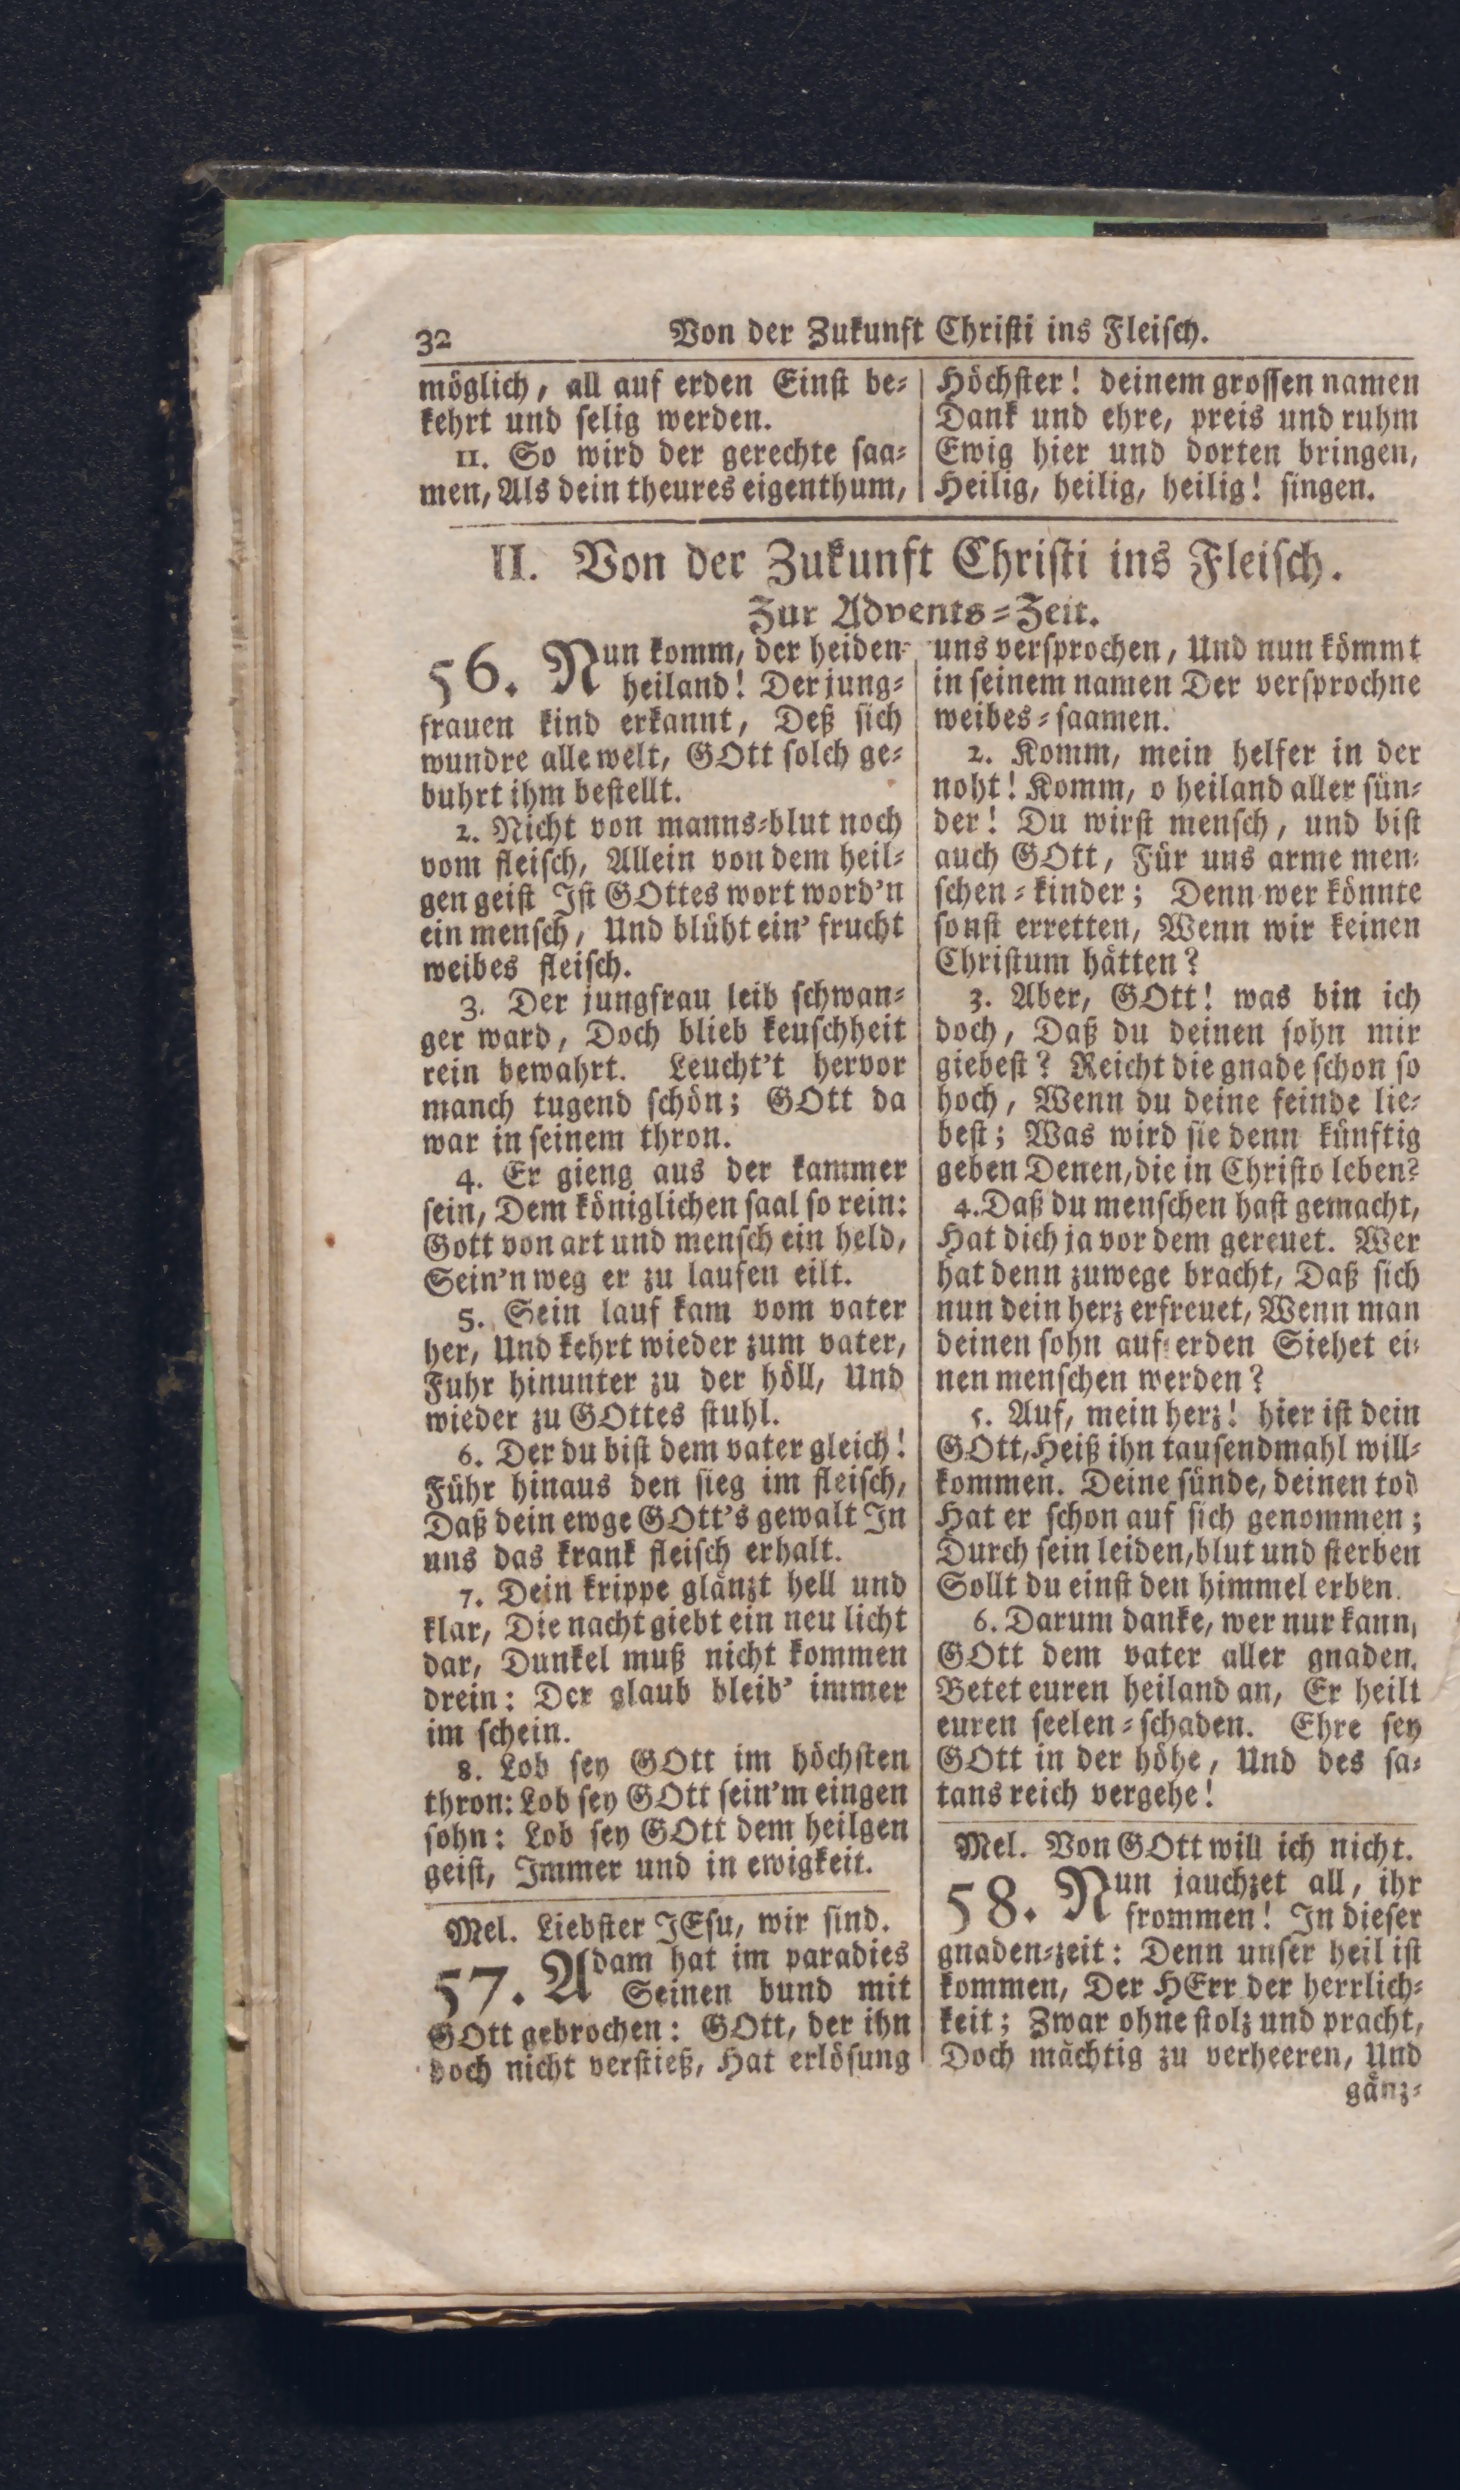 32 Von der Zukunft Christi ins Fleisch.
möglich, all auf erden Einst be⸗
kehrt und selig werden.
11. So wird der gerechte saa⸗
men, Als dein theures eigenthum,
Höchster! deinem grossen namen
Dank und ehre, preis und ruhm
Ewig hier und dorten bringen,
Heilig, heilig, heilig! singen.
II. Von der Zukunft Christi ins Fleisch.
Zur Advents⸗Zeit.
56. Nun komm, der heiden⸗
heiland! Der jung⸗
frauen kind erkannt, Deß sich
wundre alle welt, GOtt solch ge⸗
buhrt ihm bestellt.
2. Nicht von manns⸗blut noch
vom fleisch, Allein von dem heil⸗
gen geist Ist GOttes wort word'n
ein mensch, Und blüht ein' frucht
weibes fleisch.
3. Der jungfrau leib schwan⸗
ger ward, Doch blieb keuschheit
rein bewahrt. Leucht't hervor
manch tugend schön; GOtt da
war in seinem thron.
4. Er gieng aus der kammer
sein, Dem königlichen saal so rein:
Gott von art und mensch ein held,
Sein'n weg er zu laufen eilt.
5. Sein lauf kam vom vater
her, Und kehrt wieder zum vater,
Fuhr hinunter zu der höll, Und
wieder zu GOttes stuhl.
6. Der du bist dem vater gleich!
Führ hinaus den sieg im fleisch,
Daß dein ewge GOtt's gewalt In
uns das krank fleisch erhalt.
7. Dein krippe glänzt hell und
klar, Die nacht giebt ein neu licht
dar, Dunkel muß nicht kommen
drein: Der glaub bleib' immer
im schein.
8. Lob sey GOtt im höchsten
thron: Lob sey GOtt sein'm eingen
sohn: Lob sey GOtt dem heilgen
geist, Immer und in ewigkeit.
Mel. Liebster JEsu, wir sind.
57. Adam hat im paradies
Seinen bund mit
GOtt gebrochen: GOtt, der ihn
doch nicht verstieß, Hat erlösung
uns versprochen, Und nun kömmt
in seinem namen Der versprochne
weibes⸗saamen.
2. Komm, mein helfer in der
noht! Komm, o heiland aller sün⸗
der! Du wirst mensch, und bist
auch GOtt, Für uns arme men⸗
schen⸗kinder; Denn wer könnte
sonst erretten, Wenn wir keinen
Christum hätten?
3. Aber, GOtt! was bin ich
doch, Daß du deinen sohn mir
giebest? Reicht die gnade schon so
hoch, Wenn du deine feinde lie⸗
best; Was wird sie denn künftig
geben Denen, die in Christo leben?
4. Daß du menschen hast gemacht,
Hat dich ja vor dem gereuet. Wer
hat denn zuwege bracht, Daß sich
nun dein herz erfreuet, Wenn man
deinen sohn auf erden Siehet ei⸗
nen menschen werden?
5. Auf, mein herz! hier ist dein
GOtt, Heiß ihn tausendmahl will⸗
kommen. Deine sünde, deinen tod
Hat er schon auf sich genommen;
Durch sein leiden, blut und sterben
Sollt du einst den himmel erben.
6. Darum danke, wer nur kann,
GOtt dem vater aller gnaden.
Betet euren heiland an, Er heilt
euren seelen⸗schaden. Ehre sey
GOtt in der höhe, Und des sa⸗
tans reich vergehe!
Mel. Von GOtt will ich nicht.
58. Nun jauchzet all, ihr
frommen! In dieser
gnaden⸗zeit: Denn unser heil ist
kommen, Der HErr der herrlich⸗
keit; Zwar ohne stolz und pracht,
Doch mächtig zu verheeren, Und
gänz⸗